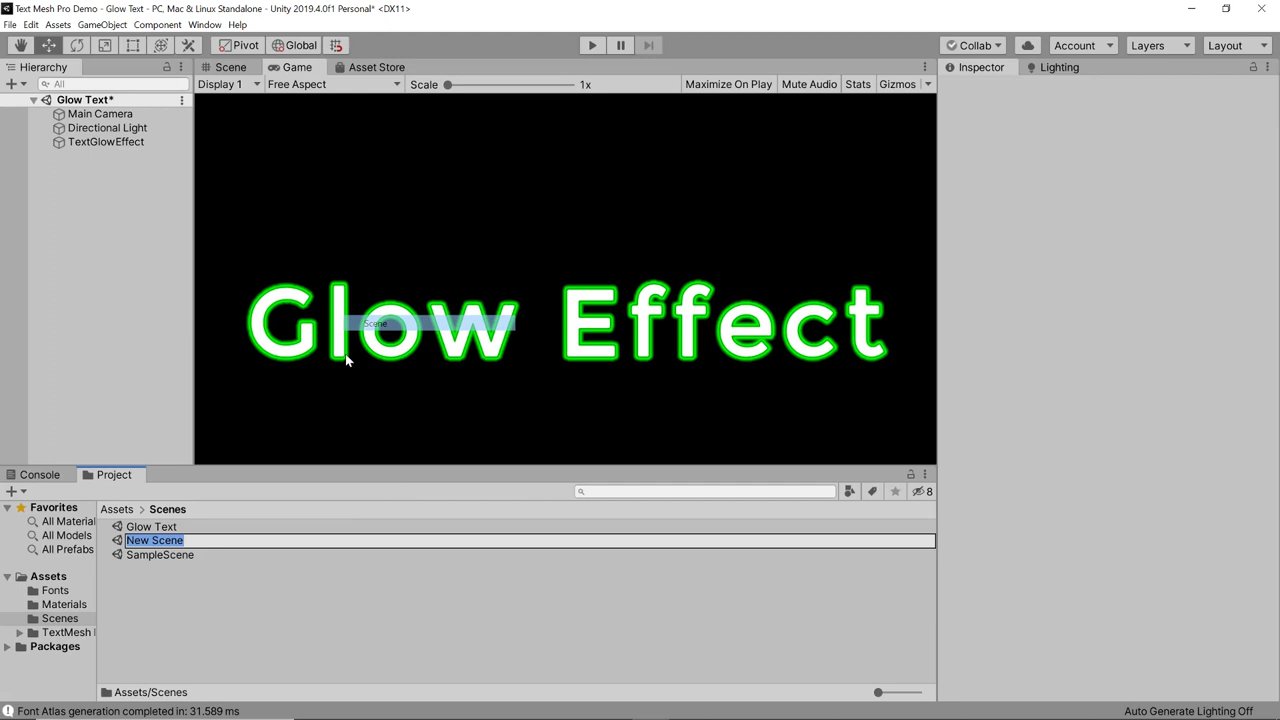 Text Mesh Pro Demo - Glow Text - PC, Mac & Linux Standalone - Unity 2019.4.0f1 Personal* <DX11>
File Edit Assets GameObject Component Window Help
Pivot Global Collab Account Layers Layout
Hierarchy Scene Game Asset Store Inspector Lighting
All Display 1 Free Aspect Scale 1x Maximize On Play Mute Audio Stats Gizmos
Glow Text*
Main Camera
Directional Light
TextGlowEffect
Glow Effect
Scene
Console Project
8
Favorites
All Material
All Models
All Prefabs
Assets
Fonts
Materials
Scenes
TextMesh
Packages
Assets > Scenes
Glow Text
New Scene
SampleScene
Assets/Scenes
Font Atlas generation completed in: 31.589 ms
Auto Generate Lighting Off